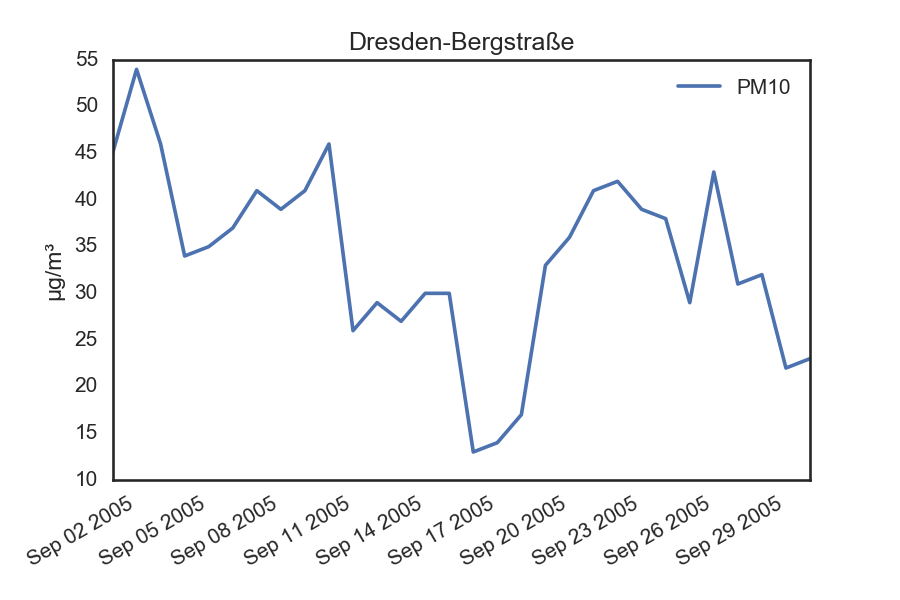 Dresden-Bergstraße
PM10
µg/m³
55
50
45
40
35
30
25
20
15
10
Sep 02 2005
Sep 05 2005
Sep 08 2005
Sep 11 2005
Sep 14 2005
Sep 17 2005
Sep 20 2005
Sep 23 2005
Sep 26 2005
Sep 29 2005